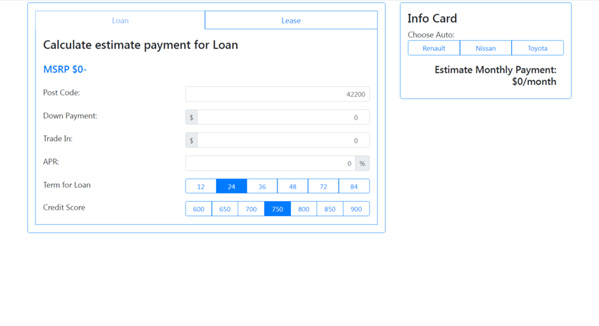 Loan Lease
Calculate estimate payment for Loan
MSRP $0-
Post Code: 42200
Down Payment: $ 0
Trade In: $ 0
APR: 0 %
Term for Loan 12 24 36 48 72 84
Credit Score 600 650 700 750 800 850 900
Info Card
Choose Auto:
Renault Nissan Toyota
Estimate Monthly Payment:
$0/month